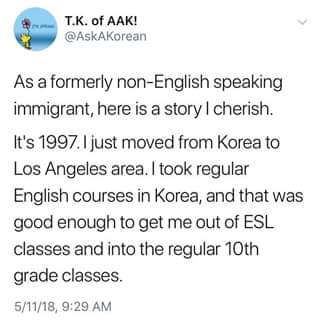 T.K. of AAK!
@AskAKorean
As a formerly non-English speaking
immigrant, here is a story I cherish.
It's 1997. I just moved from Korea to
Los Angeles area. I took regular
English courses in Korea, and that was
good enough to get me out of ESL
classes and into the regular 10th
grade classes.
5/11/18, 9:29 AM